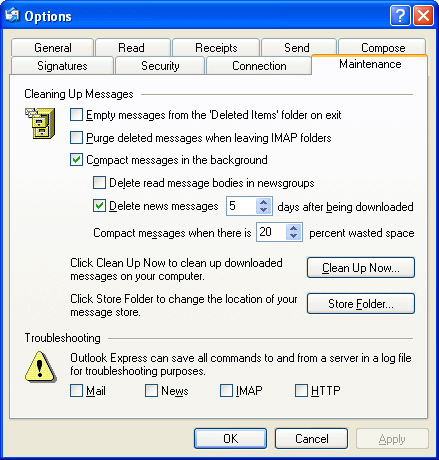 Options
General Read Receipts Send Compose
Signatures Security Connection Maintenance
Cleaning Up Messages
Empty messages from the 'Deleted Items' folder on exit
Purge deleted messages when leaving IMAP folders
Compact messages in the background
Delete read message bodies in newsgroups
Delete news messages 5 days after being downloaded
Compact messages when there is 20 percent wasted space
Click Clean Up Now to clean up downloaded
messages on your computer.
Clean Up Now...
Click Store Folder to change the location of your
message store.
Store Folder...
Troubleshooting
Outlook Express can save all commands to and from a server in a log file
for troubleshooting purposes.
Mail News IMAP HTTP
OK Cancel Apply